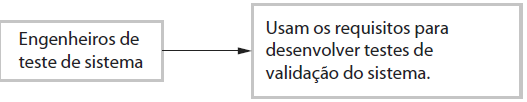 Engenheiros de
teste de sistema
Usam os requisitos para
desenvolver testes de
validação do sistema.